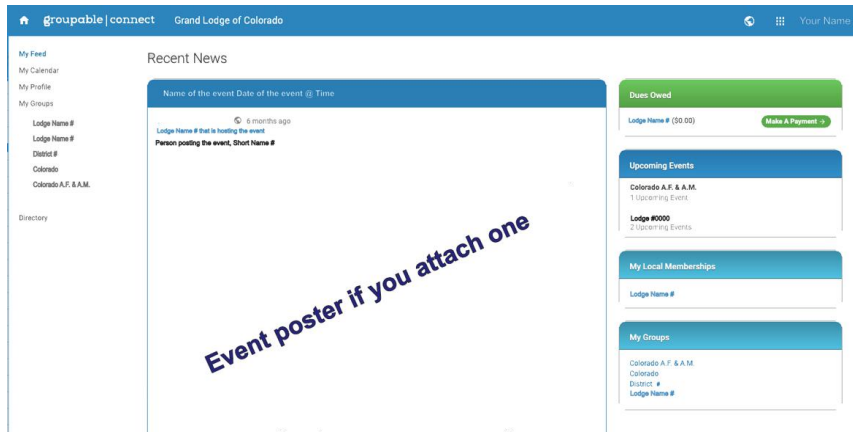 groupable|connect Grand Lodge of Colorado Your Name
My Feed
My Calendar
My Profile
My Groups
Lodge Name #
Lodge Name #
District #
Colorado
Colorado A.F. & A.M.
Directory
Recent News
Name of the event Date of the event @ Time
6 months ago
Lodge Name # that is hosting the event
Person posting the event, Short Name #
Event poster if you attach one
Dues Owed
Lodge Name # ($0.00) Make A Payment →
Upcoming Events
Colorado A.F. & A.M.
1 Upcoming Event
Lodge #0000
2 Upcoming Events
My Local Memberships
Lodge Name #
My Groups
Colorado A.F. & A.M.
Colorado
District #
Lodge Name #